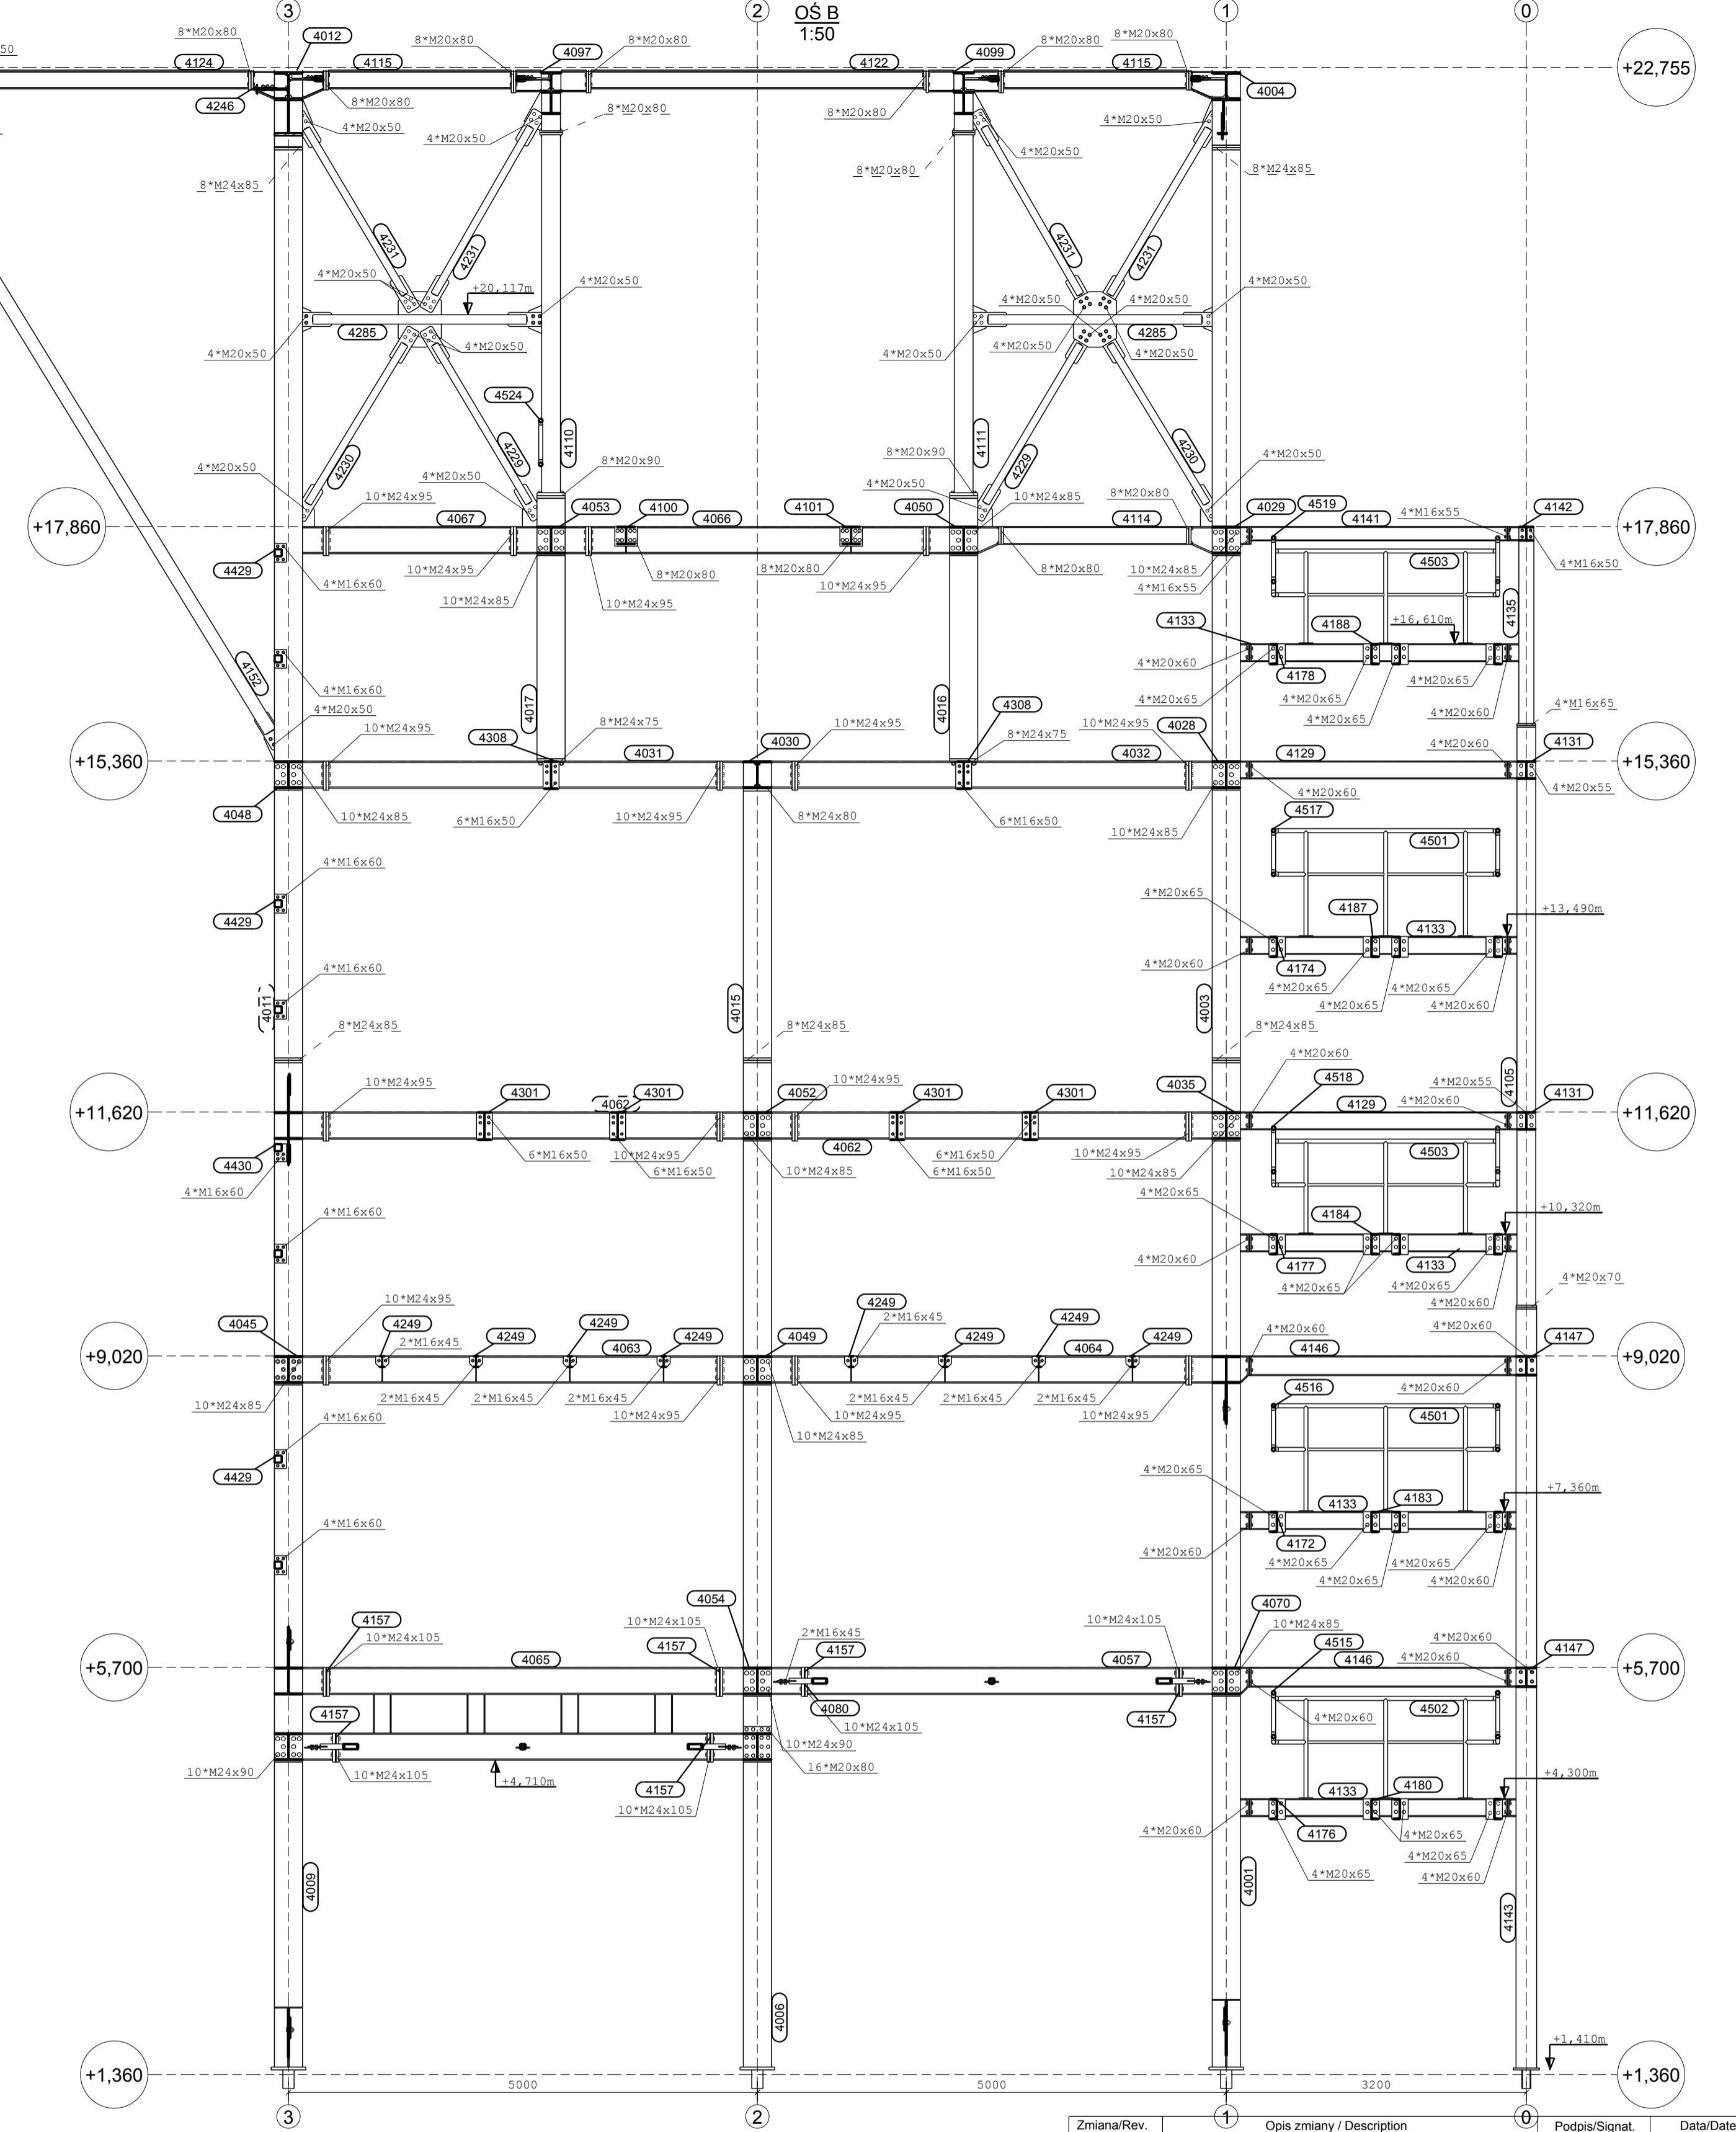 3
2
OŚ B
1:50
1
0
8*M20x80
4012
50
4124
4115
8*M20x80
4097
8*M20x80
4122
4099
8*M20x80
8*M20x80
4115
+22,755
4246
8*M20x80
8*M20x80
8*M20x80
4004
4*M20x50
4*M20x50
4*M20x50
4*M20x50
8*M24x85
8*M20x80
8*M24x85
4231
4231
4231
4231
4*M20x50
+20,117m
4*M20x50
4*M20x50
4*M20x50
4*M20x50
4285
4285
4*M20x50
4*M20x50
4*M20x50
4*M20x50
4*M20x50
4524
4110
4111
4230
4229
4229
4230
8*M20x90
8*M20x90
4*M20x50
4*M20x50
4*M20x50
4*M20x50
10*M24x95
10*M24x85
8*M20x80
+17,860
4067
4053
4100
4066
4101
4050
4114
4029
4519
4141
4*M16x55
4142
+17,860
4429
4*M16x60
10*M24x95
10*M24x85
8*M20x80
10*M24x95
8*M20x80
10*M24x95
8*M20x80
10*M24x85
4*M16x55
4503
4*M16x50
4135
4133
4188
+16,610m
4*M20x60
4178
4*M20x65
4*M20x65
4*M20x65
4*M20x65
4*M20x60
4*M16x65
4152
4*M16x60
4*M20x50
4017
4016
4308
4308
10*M24x95
8*M24x75
10*M24x95
8*M24x75
10*M24x95
+15,360
4031
4030
4032
4028
4129
4*M20x60
4131
+15,360
4048
10*M24x85
6*M16x50
10*M24x95
8*M24x80
6*M16x50
10*M24x85
4*M20x60
4*M20x55
4517
4501
4*M16x60
4429
4*M20x65
4187
4133
+13,490m
4*M20x60
4174
4*M20x65
4*M20x65
4*M20x65
4*M20x60
4*M16x60
4011
4015
4003
8*M24x85
8*M24x85
8*M24x85
4*M20x60
4105
10*M24x95
4301
4062
4301
4052
10*M24x95
4301
4301
4035
4518
4*M20x55
4*M20x60
4129
4131
+11,620
+11,620
4430
4*M16x60
6*M16x50
10*M24x95
6*M16x50
4062
10*M24x85
6*M16x50
6*M16x50
10*M24x95
10*M24x85
4503
4*M16x60
4*M20x65
4184
+10,320m
4*M20x60
4177
4*M20x65
4133
4*M20x65
4*M20x60
4*M20x70
10*M24x95
4045
4249
2*M16x45
4249
4249
4063
4249
4049
4249
2*M16x45
4249
4249
4064
4249
4*M20x60
4146
4*M20x60
4147
+9,020
+9,020
10*M24x85
2*M16x45
2*M16x45
2*M16x45
10*M24x95
10*M24x95
10*M24x85
2*M16x45
2*M16x45
2*M16x45
10*M24x95
4*M20x60
4516
4501
4*M16x60
4429
4*M20x65
4133
4183
+7,360m
4*M20x60
4172
4*M20x65
4*M20x65
4*M20x65
4*M20x60
4*M16x60
4157
10*M24x105
4054
10*M24x105
4157
2*M16x45
4157
10*M24x105
4070
10*M24x85
4515
4*M20x60
4*M20x60
4147
+5,700
4065
4057
4146
+5,700
4157
4080
10*M24x105
4157
4*M20x60
4502
10*M24x90
10*M24x105
+4,710m
4157
10*M24x105
10*M24x90
16*M20x80
4133
4180
+4,300m
4*M20x60
4176
4*M20x65
4*M20x65
4*M20x65
4*M20x60
4009
4001
4143
4006
+1,410m
+1,360
5000
5000
3200
+1,360
3
2
1
0
Zmiana/Rev.
Opis zmiany / Description
Podpis/Signat.
Data/Date